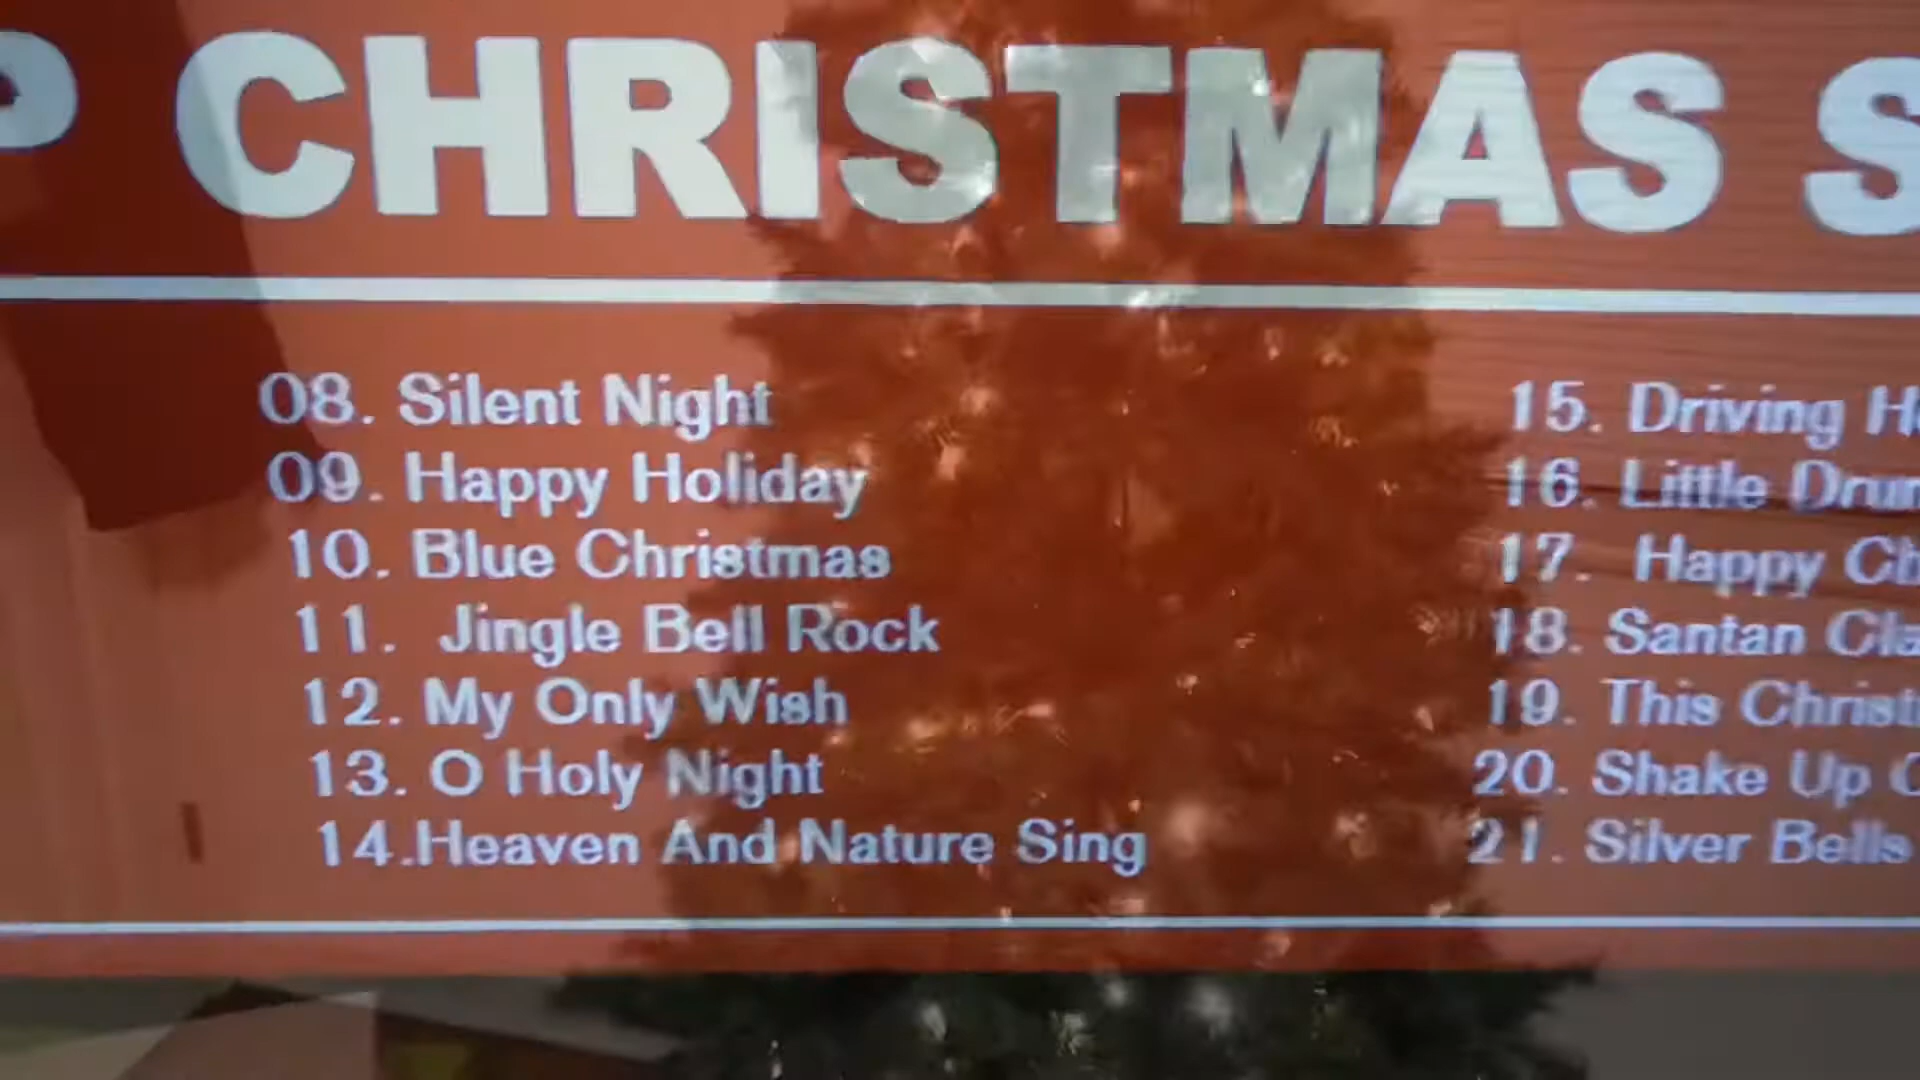 CHRISTMAS
08. Silent Night
09. Happy Holiday
10. Blue Christmas
11. Jingle Bell Rock
12. My Only Wish
13. O Holy Night
14.Heaven And Nature Sing
15. Driving
16. Little
17. Happy
18. Santan
19. This
20. Shake Up
21. Silver Bells